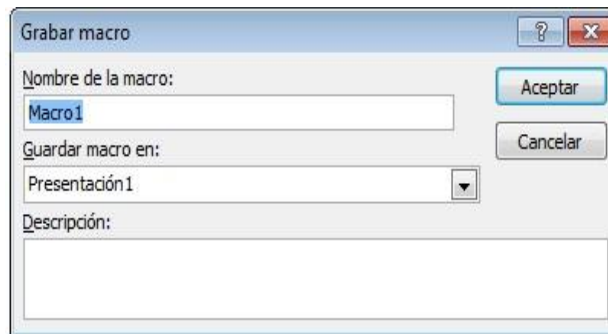 Grabar macro
Nombre de la macro:
Aceptar
Macro1
Guardar macro en:
Cancelar
Presentación1
Descripción: